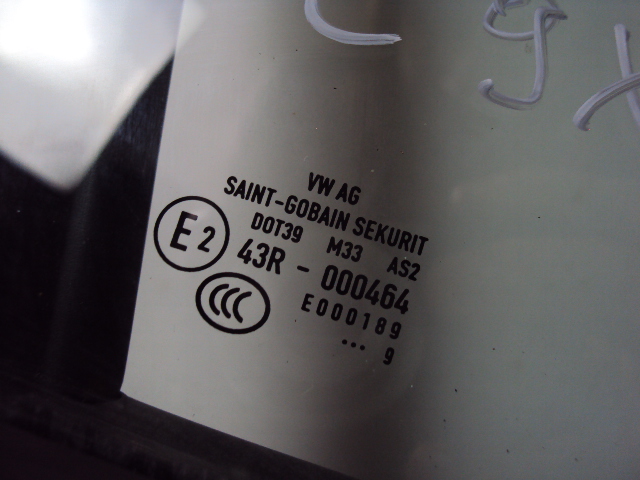 VW AG
SAINT-GOBAIN SEKURIT
DOT39 M33 AS2
E2 43R - 000464
CCC E000189
... 9